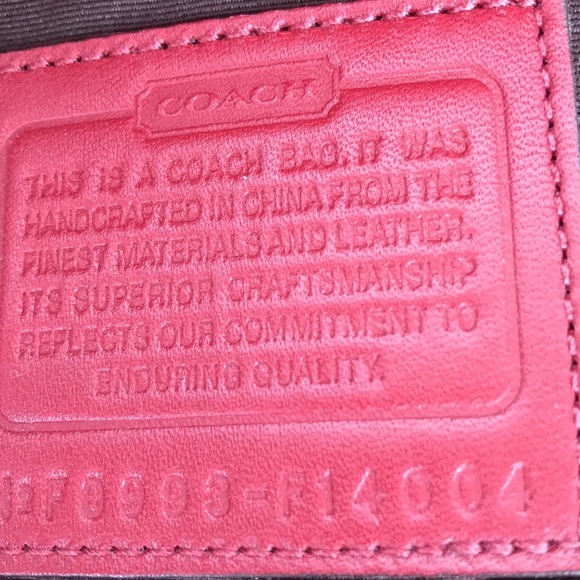 COACH
THIS IS A COACH BAG. IT WAS
HANDCRAFTED IN CHINA FROM THE
FINEST MATERIALS AND LEATHER.
ITS SUPERIOR CRAFTSMANSHIP
REFLECTS OUR COMMITMENT TO
ENDURING QUALITY.
Nº F0993-F14004